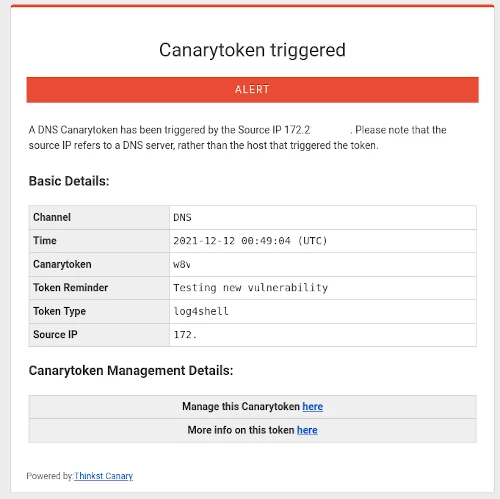 Canarytoken triggered
ALERT
A DNS Canarytoken has been triggered by the Source IP 172.2 . Please note that the
source IP refers to a DNS server, rather than the host that triggered the token.
Basic Details:
Channel DNS
Time 2021-12-12 00:49:04 (UTC)
Canarytoken w8v
Token Reminder Testing new vulnerability
Token Type log4shell
Source IP 172.
Canarytoken Management Details:
Manage this Canarytoken here
More info on this token here
Powered by:Thinkst Canary